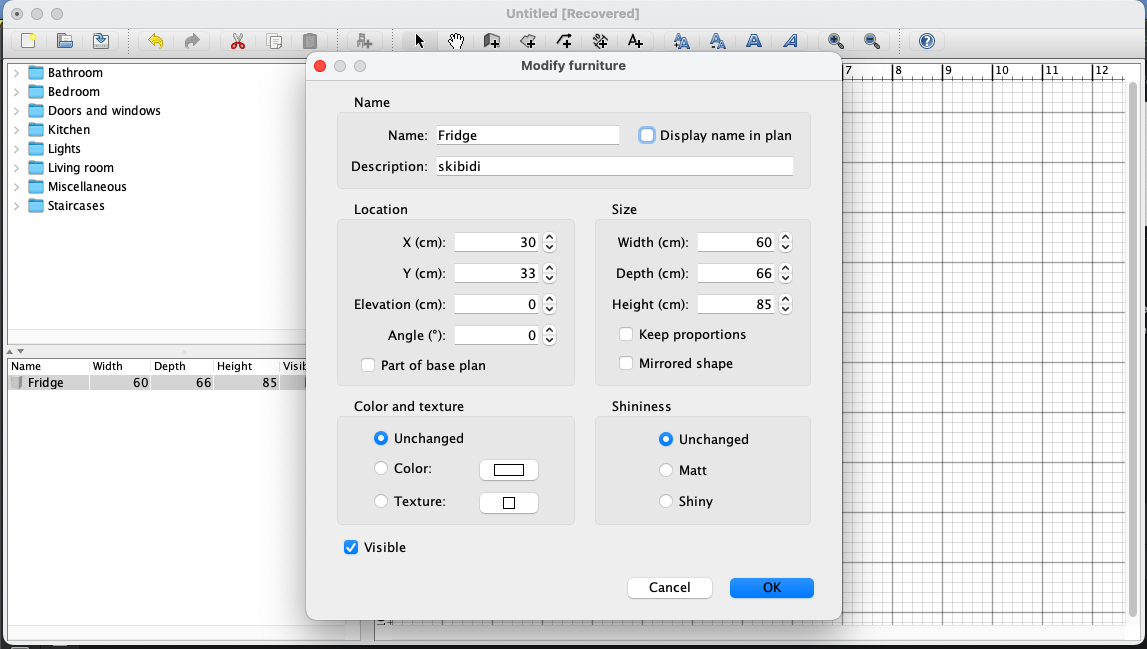 Untitled [Recovered]
Modify furniture
7 8 9 10 11 12
Bathroom
Bedroom
Doors and windows
Kitchen
Lights
Living room
Miscellaneous
Staircases
Name Width Depth Height
Fridge 60 66 85
Name
Name: Fridge Display name in plan
Description: skibidi
Location
X (cm): 30
Y (cm): 33
Elevation (cm): 0
Angle (°): 0
Part of base plan
Size
Width (cm): 60
Depth (cm): 66
Height (cm): 85
Keep proportions
Mirrored shape
Color and texture
Unchanged
Color:
Texture:
Shininess
Unchanged
Matt
Shiny
Visible
Cancel OK